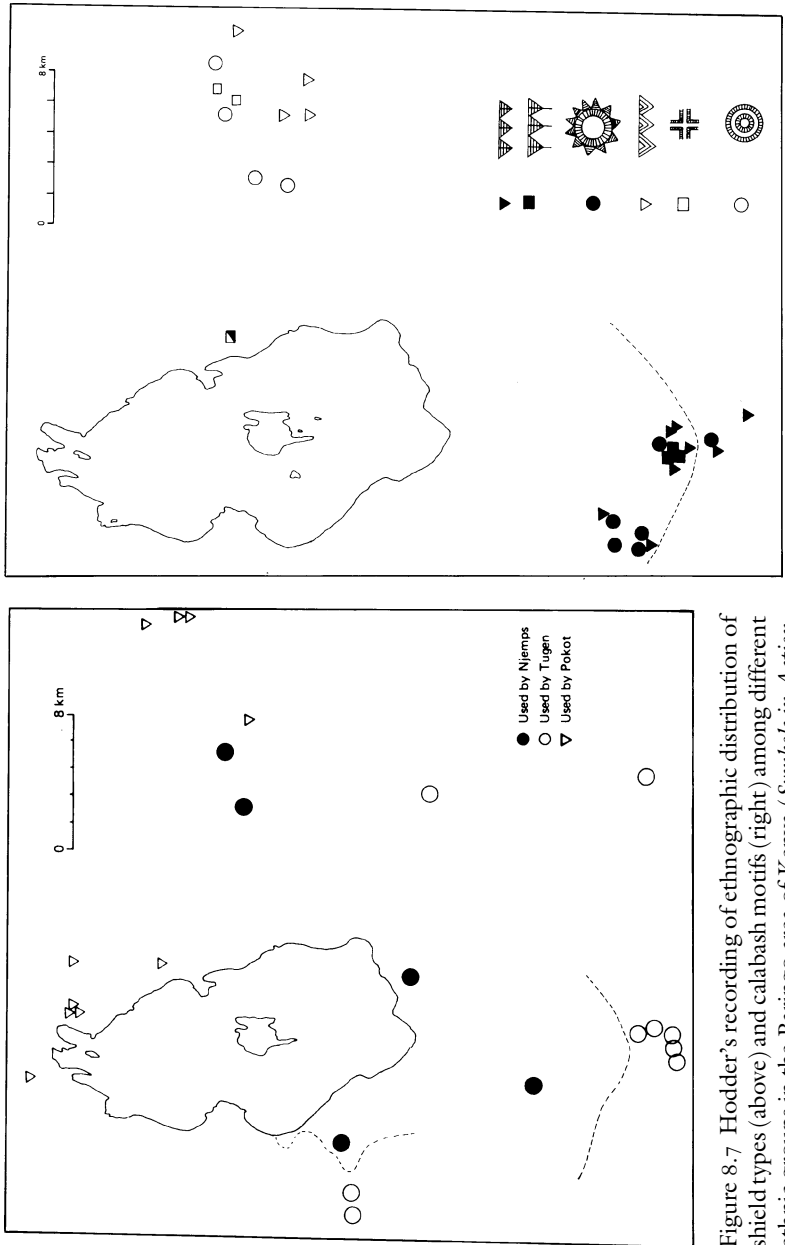 0 8 km
Used by Njemps
Used by Tugen
Used by Pokot
0 8 km
Figure 8.7 Hodder's recording of ethnographic distribution of
shield types (above) and calabash motifs (right) among different
ethnic groups in the Baringo area of Kenya (Symbols in Action